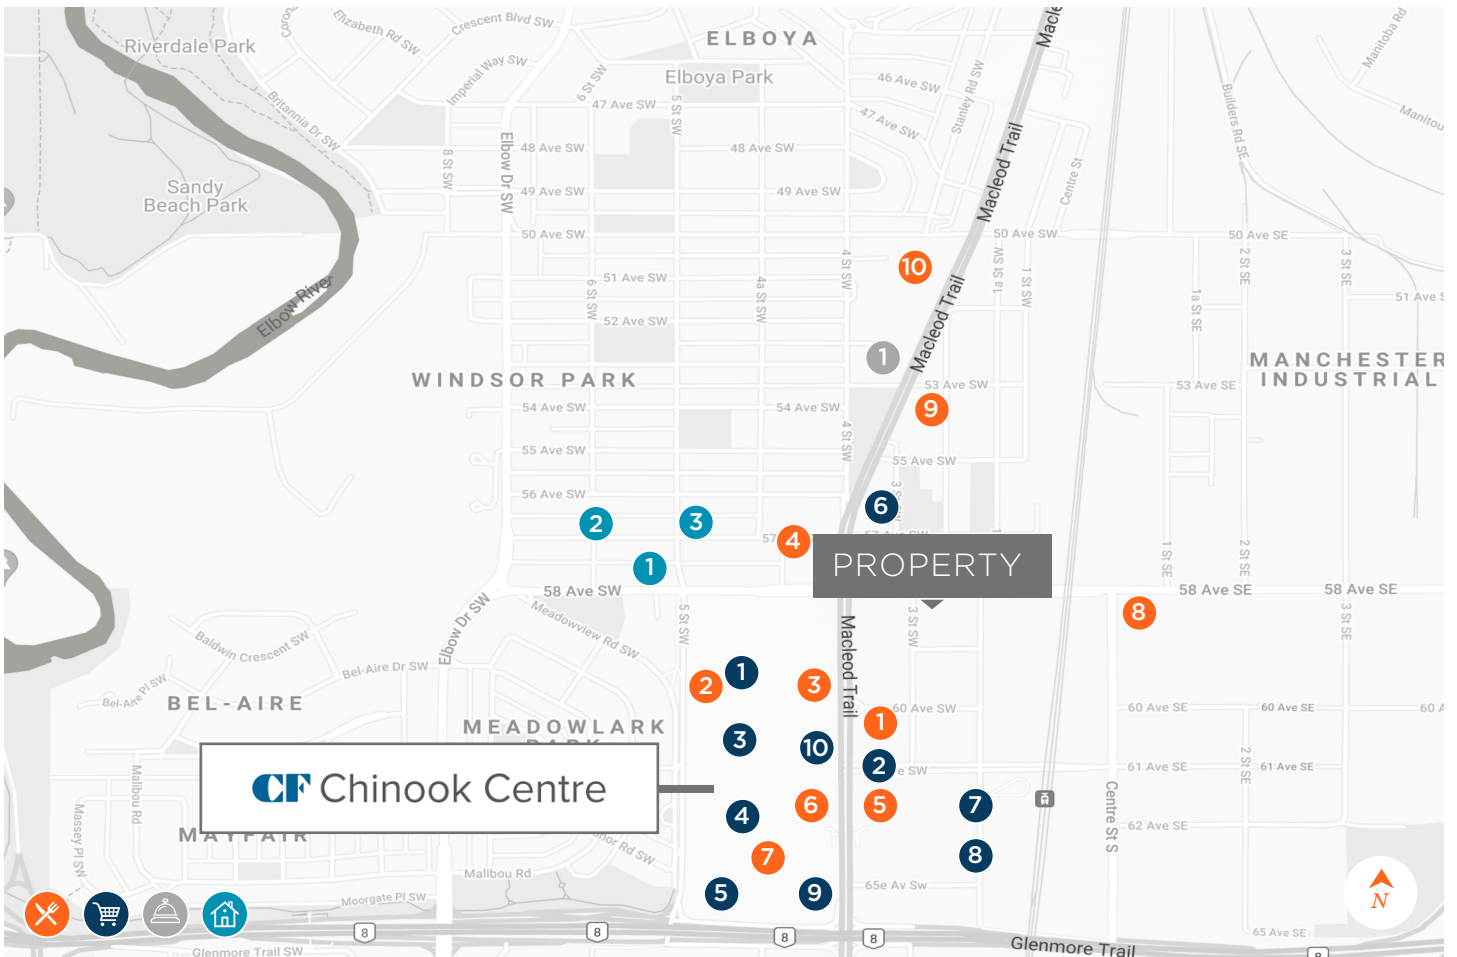 Riverdale Park
Elizabeth Rd SW
Crescent Blvd SW
ELBOYA
Macleod Trail
Manitoba Rd
Imperial Way SW
6 St SW
Elboya Park
46 Ave SW
Stanley Rd SW
Builders Rd SE
Britannia Dr SW
47 Ave SW
5 St SW
47 Ave SW
Elbow Dr SW
8 St SW
48 Ave SW
48 Ave SW
Macleod Trail
Centre St
Sandy
Beach Park
49 Ave SW
49 Ave SW
50 Ave SW
50 Ave SW
50 Ave SE
4 St SW
10
1a St SW
1 St SW
2 St SE
3 St SE
51 Ave SW
6 St SW
4a St SW
Elbow River
1a St SE
52 Ave SW
Macleod Trail
1
WINDSOR PARK
MANCHESTER
INDUSTRIAL
53 Ave SW
53 Ave SE
54 Ave SW
54 Ave SW
9
4 St SW
55 Ave SW
55 Ave SW
56 Ave SW
6
2
3
4
PROPERTY
1
1 St SE
2 St SE
58 Ave SW
58 Ave SE
58 Ave SE
Elbow Dr SW
Meadowview Rd SW
5 St SW
Macleod Trail
3 St SW
8
3 St SE
Baldwin Crescent SW
Bel-Aire Dr SW
Bel-Aire Pl SW
BEL-AIRE
1
2
3
60 Ave SW
60 Ave SE
60 Ave SE
MEADOWLARK
PARK
1
3
10
2
61 Ave SE
61 Ave SE
2 St SE
CF Chinook Centre
Malibou Rd
Massey Pl SW
MAYFAIR
4
6
5
7
Centre St S
62 Ave SE
7
8
Malibou Rd
5
9
65e Av Sw
Moorgate Pl SW
N
8
8
8
8
65 Ave SE
Glenmore Trail SW
Glenmore Trail
8